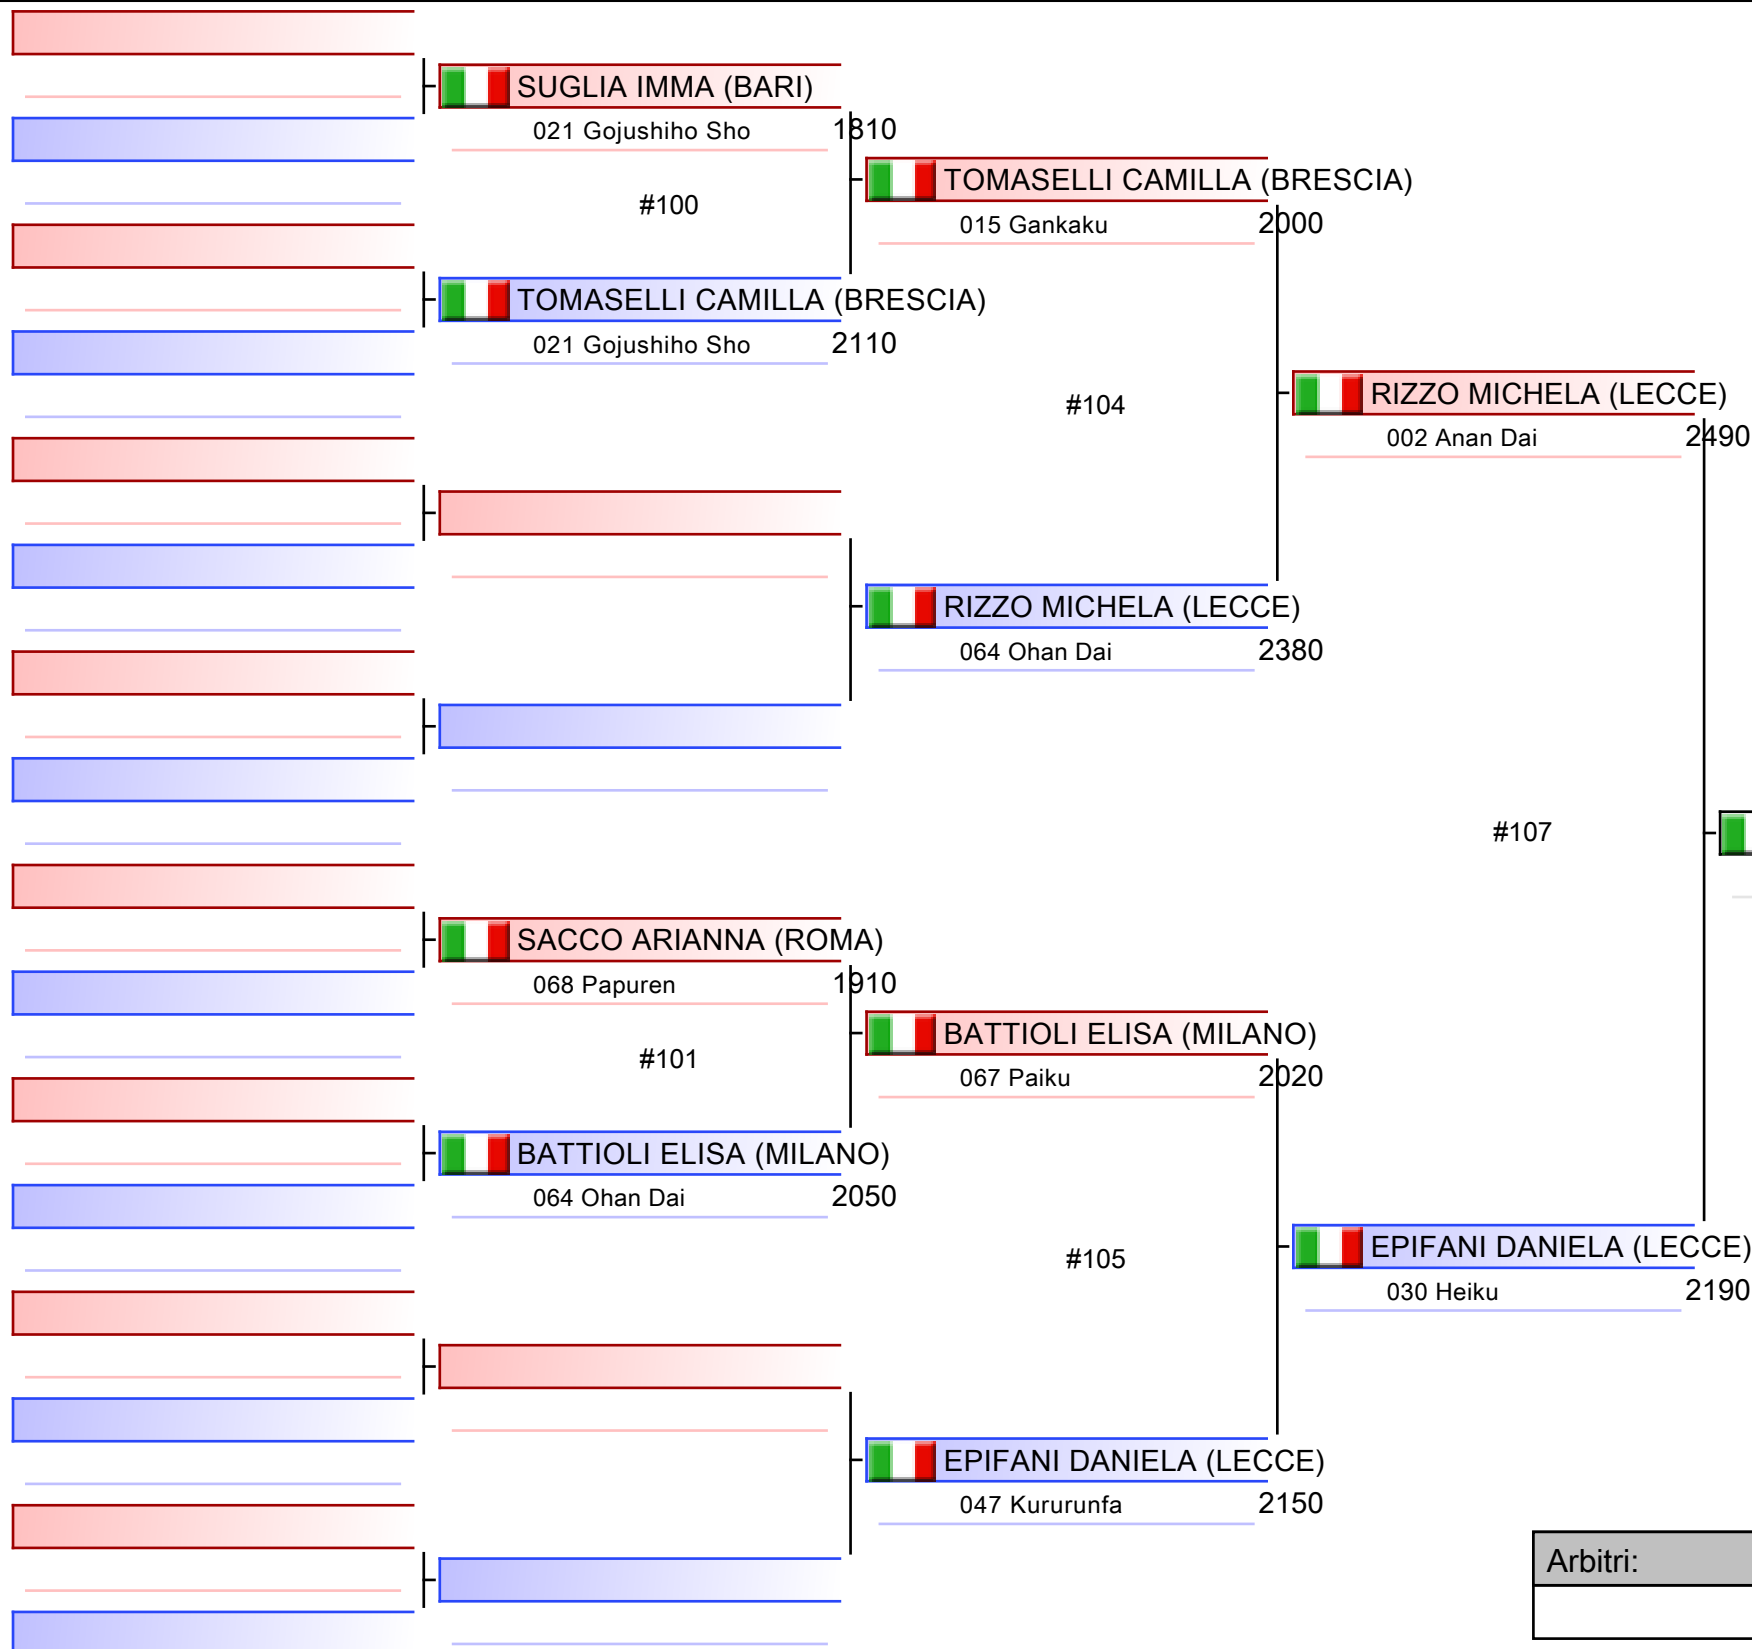 SUGLIA IMMA (BARI)
021 Gojushiho Sho 1810
#100
TOMASELLI CAMILLA (BRESCIA)
021 Gojushiho Sho 2110
TOMASELLI CAMILLA (BRESCIA)
015 Gankaku 2000
#104
RIZZO MICHELA (LECCE)
064 Ohan Dai 2380
RIZZO MICHELA (LECCE)
002 Anan Dai 2490
#107
SACCO ARIANNA (ROMA)
068 Papuren 1910
#101
BATTIOLI ELISA (MILANO)
064 Ohan Dai 2050
BATTIOLI ELISA (MILANO)
067 Paiku 2020
#105
EPIFANI DANIELA (LECCE)
047 Kururunfa 2150
EPIFANI DANIELA (LECCE)
030 Heiku 2190
Arbitri: